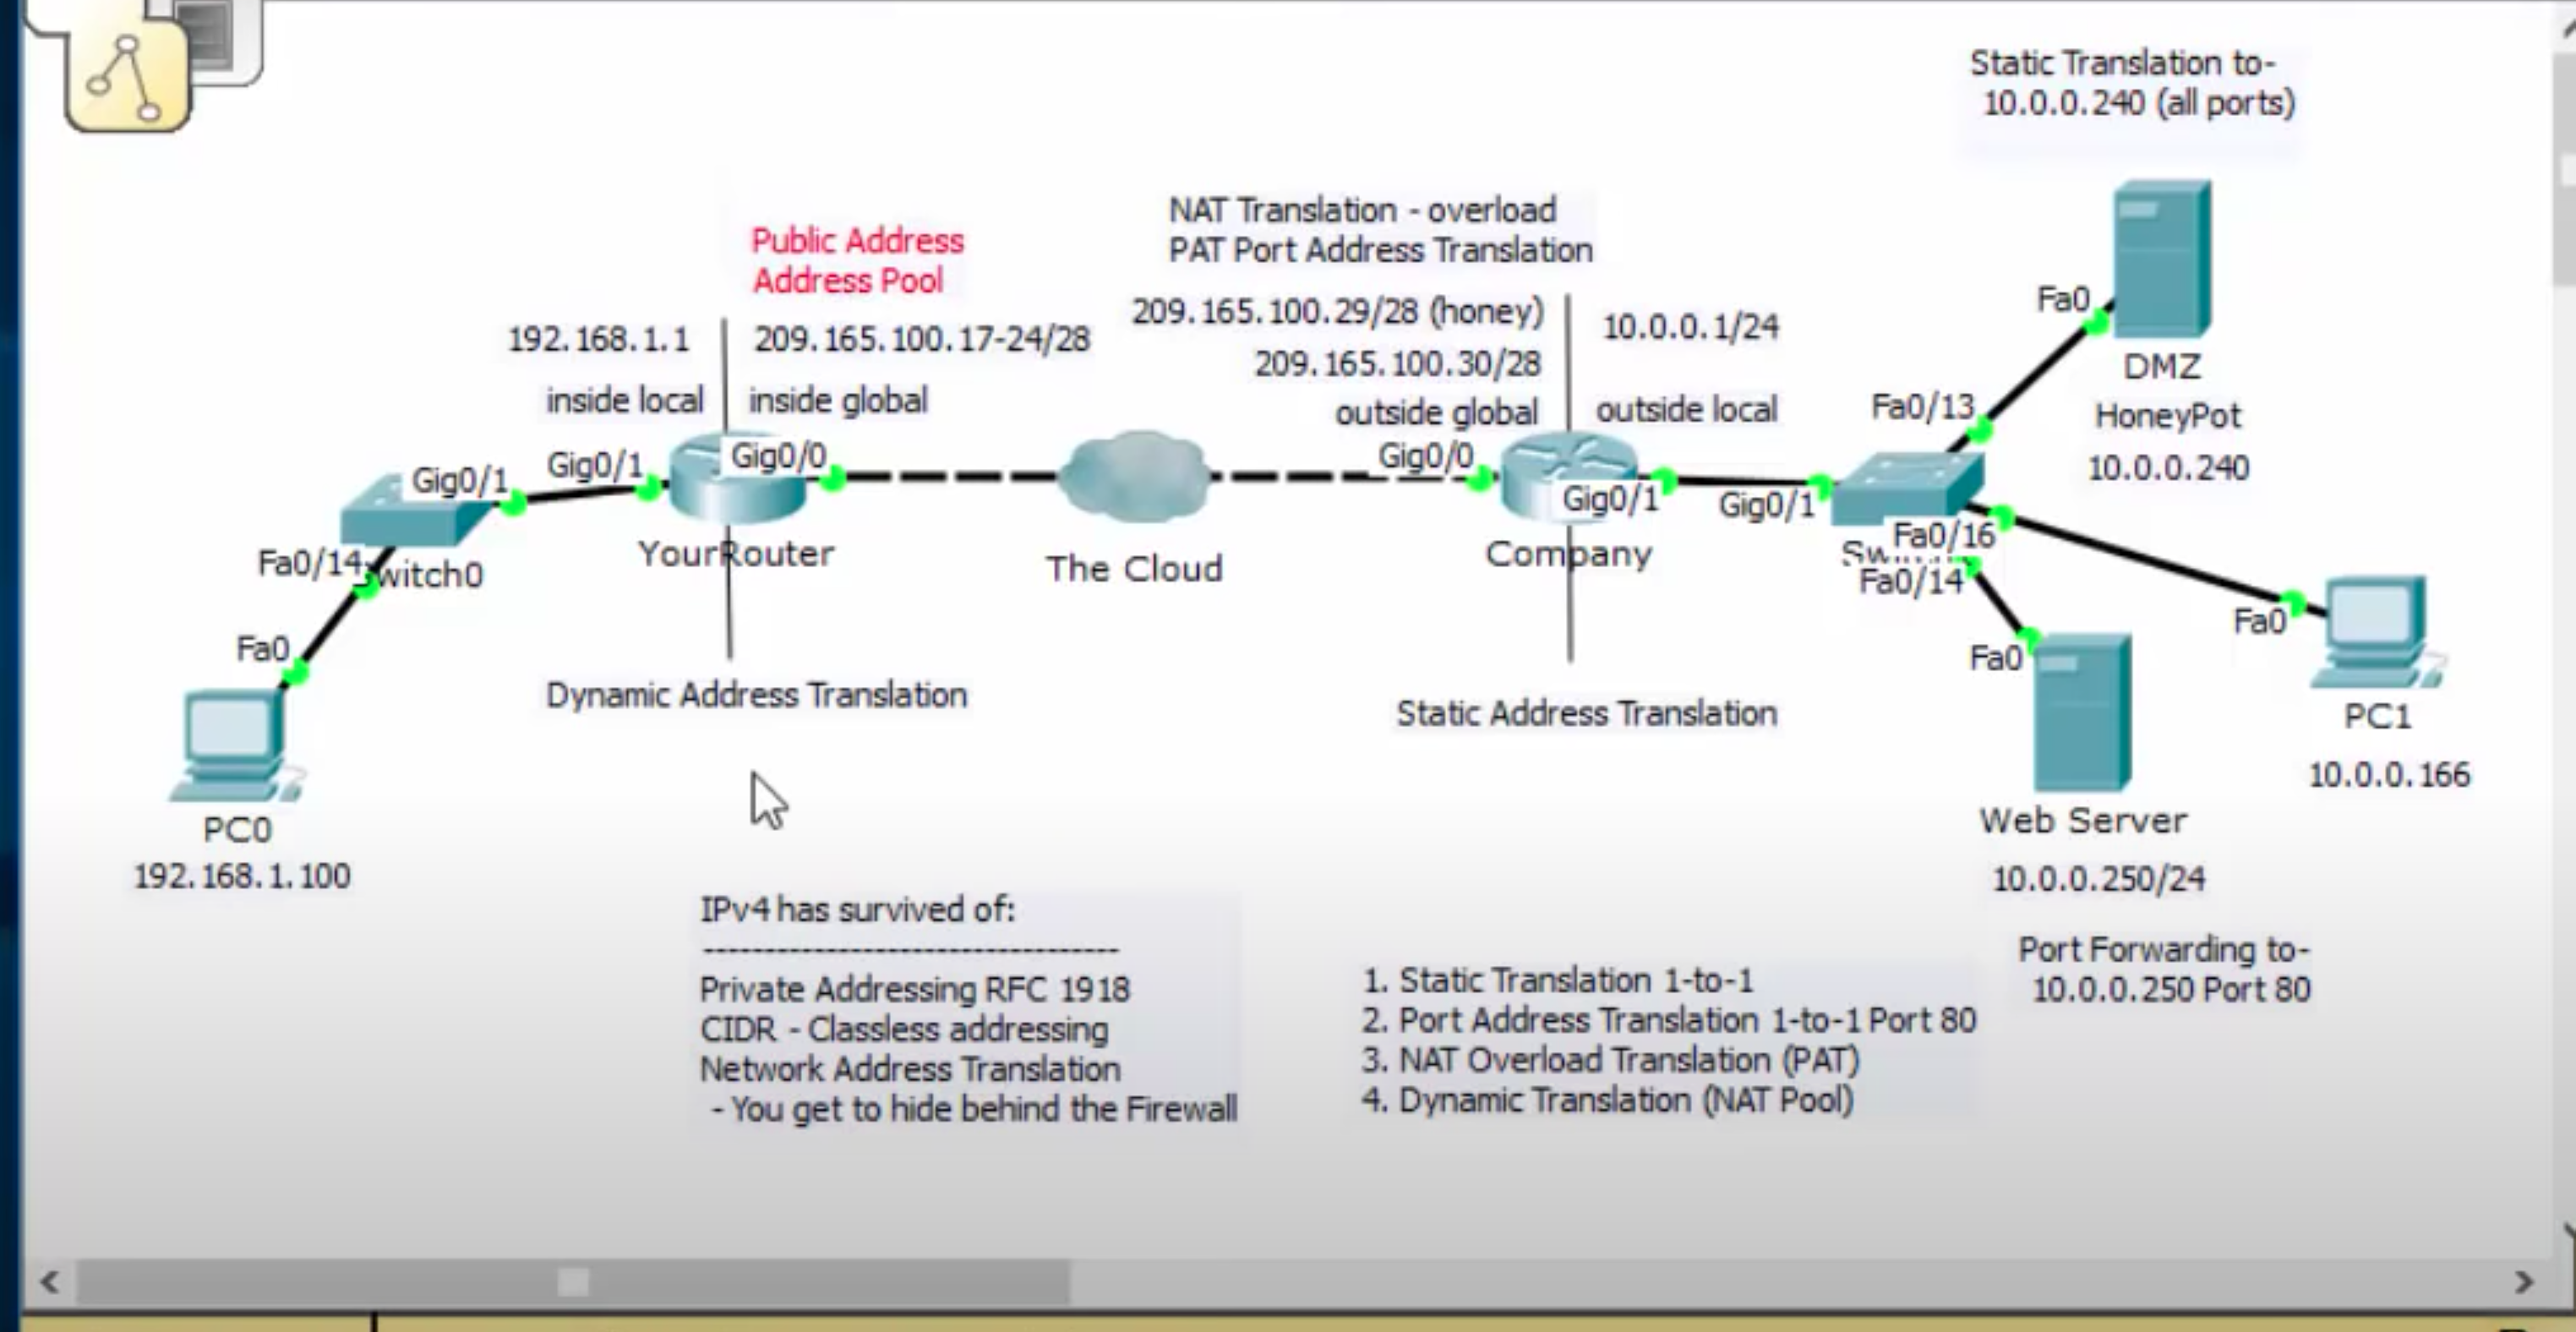 Static Translation to-
10.0.0.240 (all ports)
NAT Translation - overload
PAT Port Address Translation
Public Address
Address Pool
192.168.1.1
209.165.100.17-24/28
209.165.100.29/28 (honey)
209.165.100.30/28
10.0.0.1/24
inside local
inside global
outside global
outside local
Fa0
DMZ
HoneyPot
10.0.0.240
Fa0/13
Gig0/1
Gig0/1
Gig0/0
Gig0/0
Gig0/1
Gig0/1
Fa0/16
Fa0/14
YourRouter
The Cloud
Company
Fa0/14
witch0
Fa0
Fa0
Fa0
Dynamic Address Translation
Static Address Translation
PC1
10.0.0.166
PC0
192.168.1.100
Web Server
10.0.0.250/24
Port Forwarding to-
10.0.0.250 Port 80
IPv4 has survived of:
-----------------------------------
Private Addressing RFC 1918
CIDR - Classless addressing
Network Address Translation
- You get to hide behind the Firewall
1. Static Translation 1-to-1
2. Port Address Translation 1-to-1 Port 80
3. NAT Overload Translation (PAT)
4. Dynamic Translation (NAT Pool)